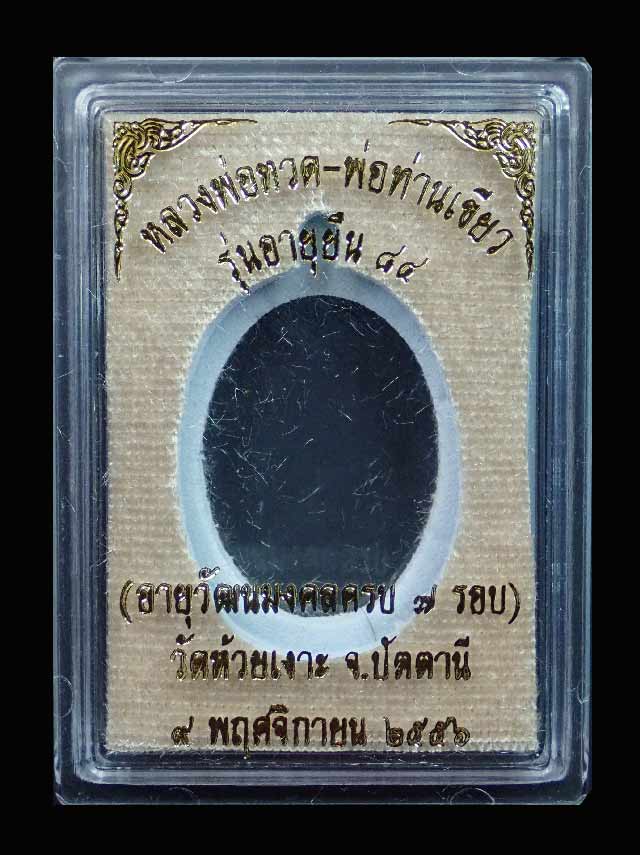 หลวงพ่อทวด-พ่อท่านเขียว
รุ่นอายุยืน ๘๔
(อายุวัฒนมงคลครบ ๗ รอบ)
วัดห้วยเงาะ จ.ปัตตานี
๙ พฤศจิกายน ๒๕๕๖